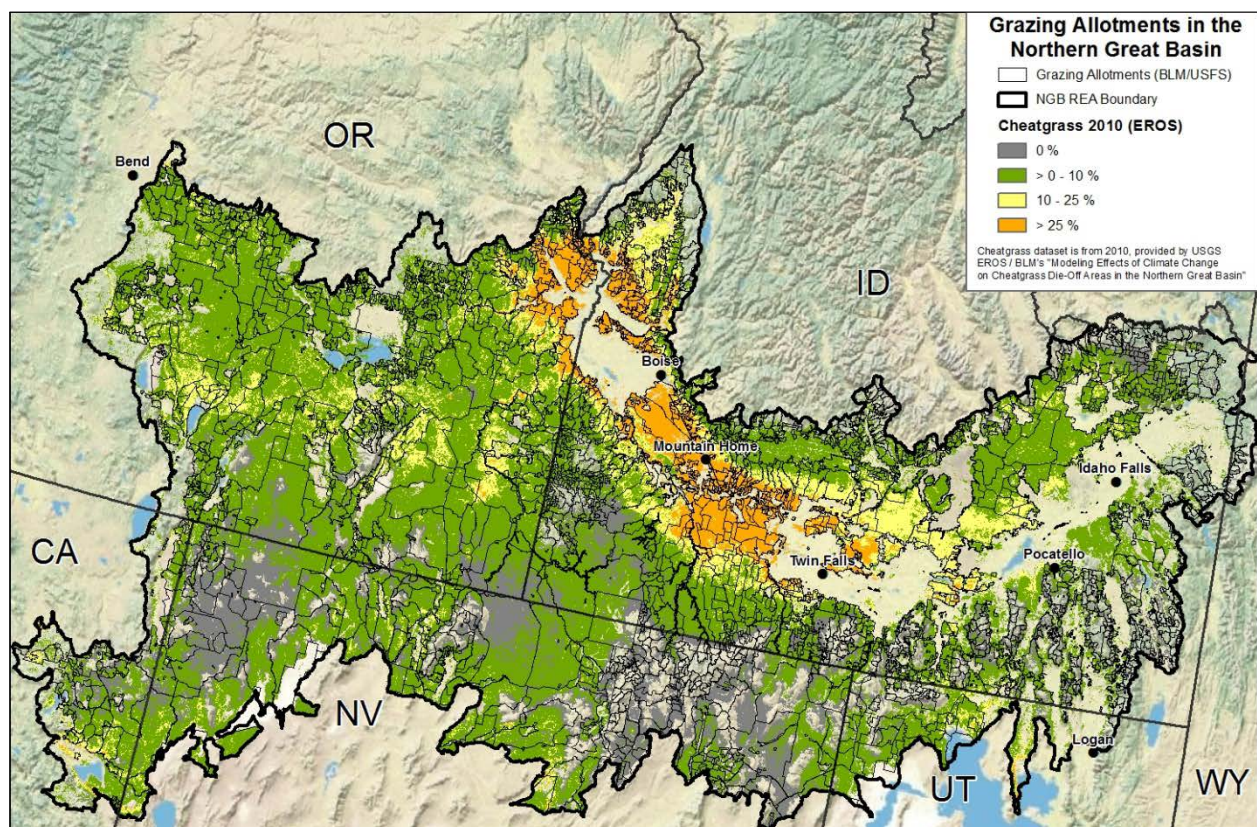 Grazing Allotments in the
Northern Great Basin
Grazing Allotments (BLM/USFS)
NGB REA Boundary
Cheatgrass 2010 (EROS)
0 %
> 0 - 10 %
10 - 25 %
> 25 %
Cheatgrass dataset is from 2010, provided by USGS
EROS / BLM's "Modeling Effects of Climate Change
on Cheatgrass Die-Off Areas in the Northern Great Basin"
OR
Bend
ID
Boise
Mountain Home
Idaho Falls
CA
Twin Falls
Pocatello
NV
Logan
UT
WY